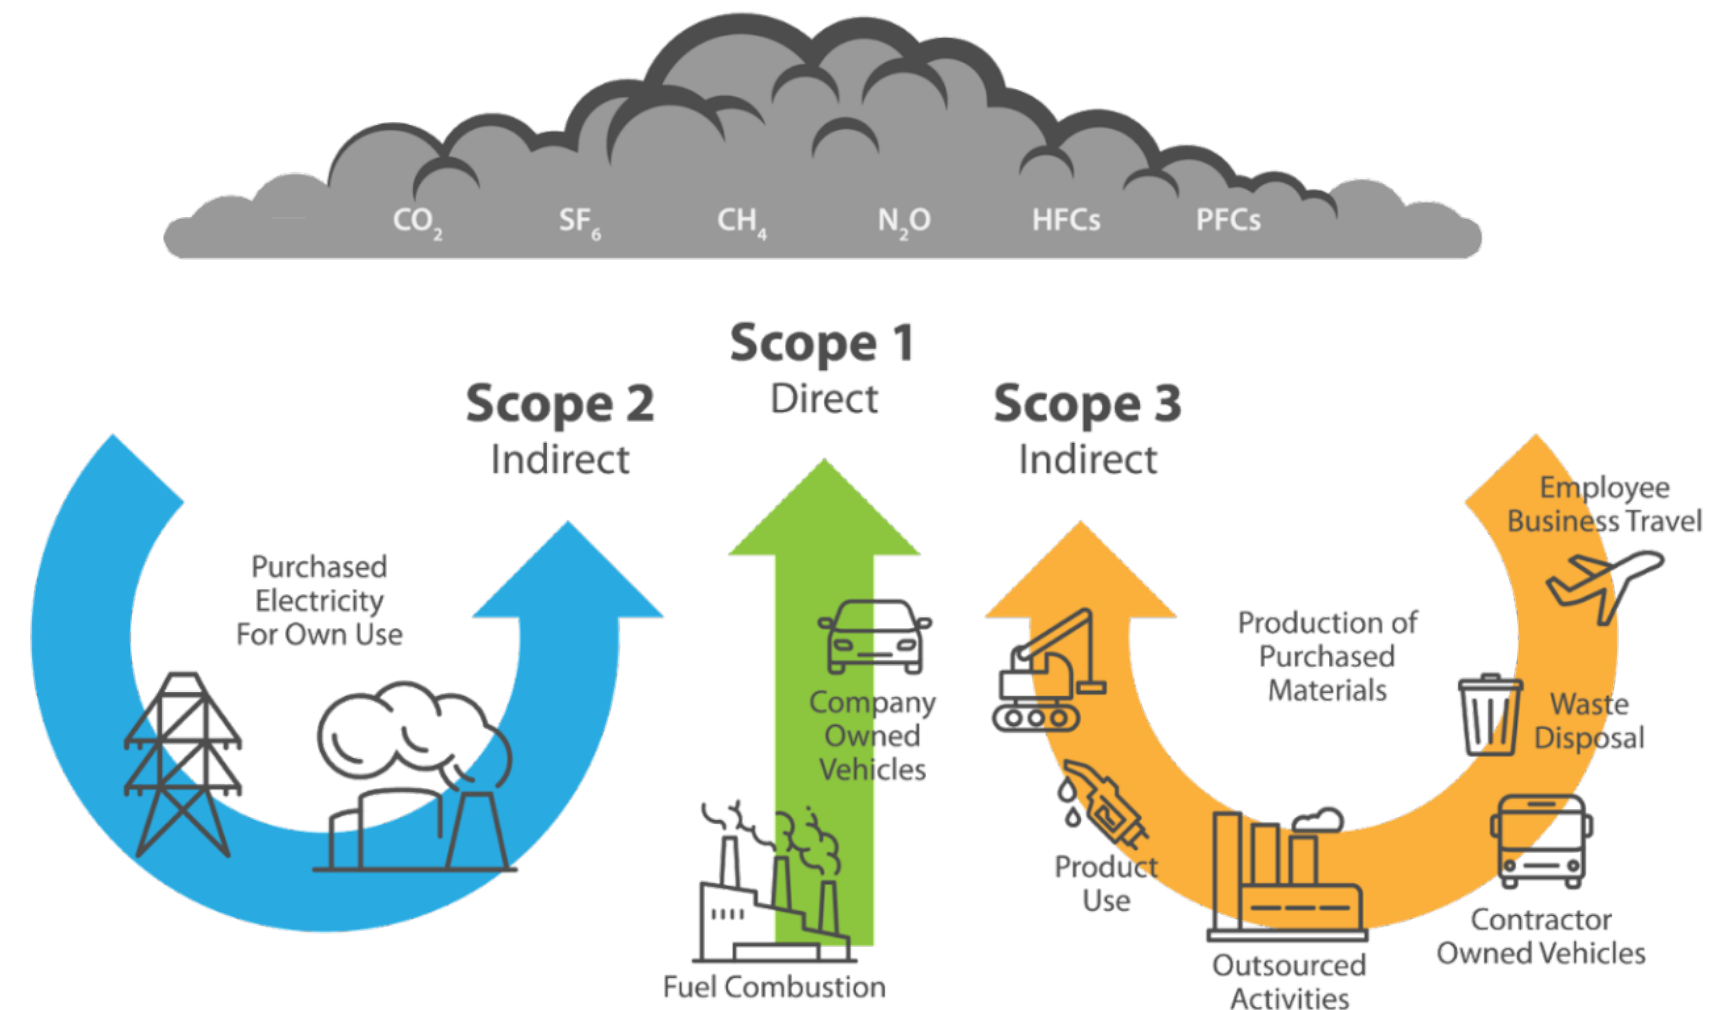 CO₂ SF₆ CH₄ N₂O HFCs PFCs
Scope 1
Direct
Scope 2
Indirect
Scope 3
Indirect
Purchased
Electricity
For Own Use
Company
Owned
Vehicles
Fuel Combustion
Employee
Business Travel
Production of
Purchased
Materials
Waste
Disposal
Product
Use
Contractor
Owned Vehicles
Outsourced
Activities